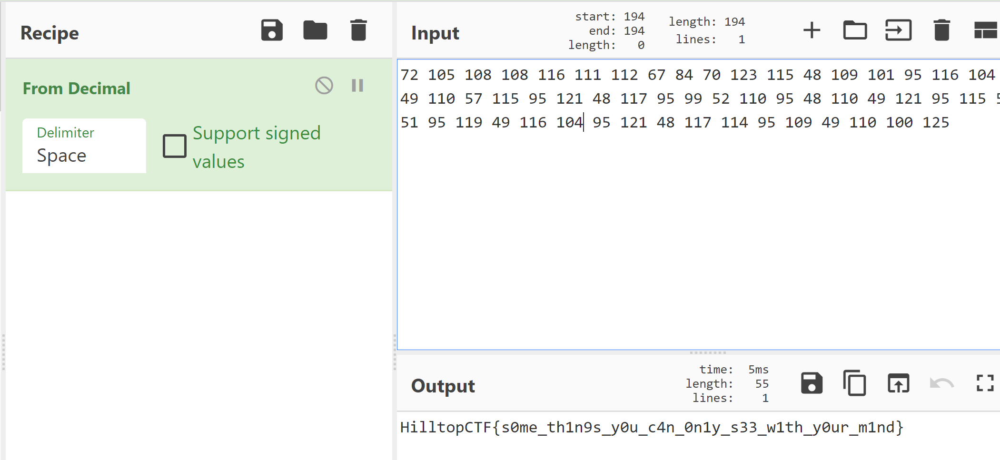 Recipe
From Decimal
Delimiter
Space
Support signed
values
Input
start: 194
end: 194
length: 0
length: 194
lines: 1
72 105 108 108 116 111 112 67 84 70 123 115 48 109 101 95 116 104
49 110 57 115 95 121 48 117 95 99 52 110 95 48 110 49 121 95 115
51 95 119 49 116 104 95 121 48 117 114 95 109 49 110 100 125
Output
time: 5ms
length: 55
lines: 1
HilltopCTF{s0me_th1n9s_y0u_c4n_0n1y_s33_w1th_y0ur_m1nd}